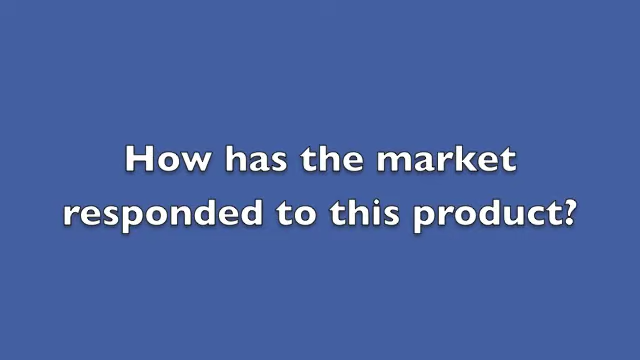 How has the market
responded to this product?